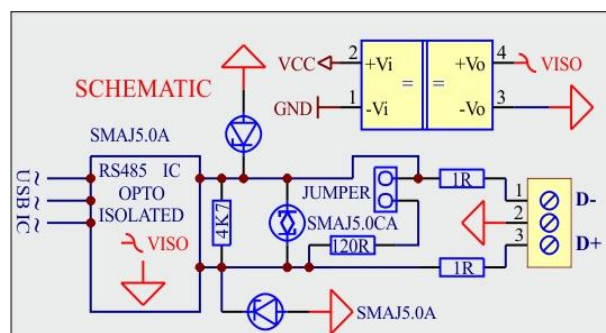 SCHEMATIC
VCC
2
+Vi
+Vo
4
VISO
GND
1
-Vi
= =
-Vo
3
SMAJ5.0A
USB IC
~
~
~
RS485 IC
OPTO
ISOLATED
VISO
4K7
JUMPER
SMAJ5.0CA
120R
1R
1R
1
2
3
D-
D+
SMAJ5.0A